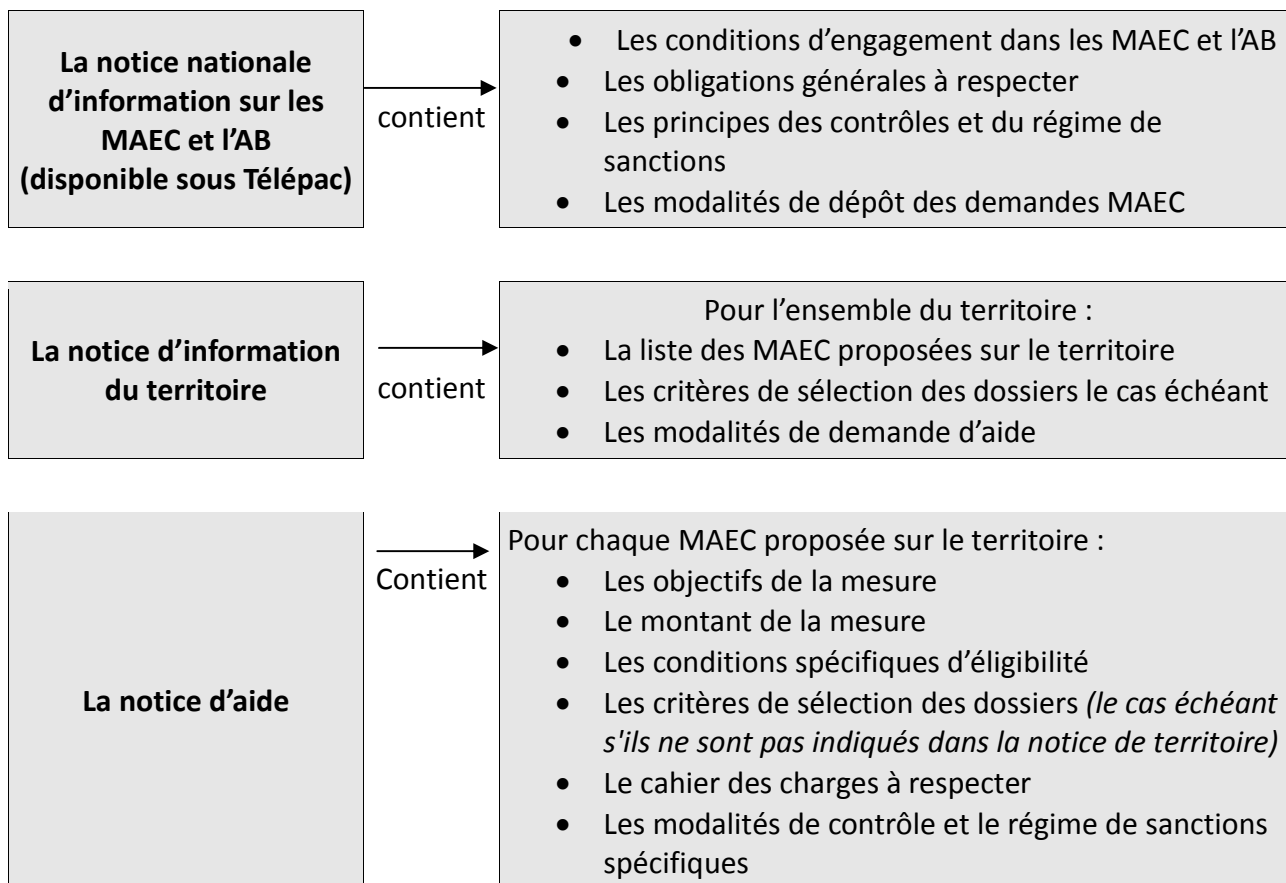 La notice nationale
d’information sur les
MAEC et l’AB
(disponible sous Télépac)
contient
• Les conditions d’engagement dans les MAEC et l’AB
• Les obligations générales à respecter
• Les principes des contrôles et du régime de
sanctions
• Les modalités de dépôt des demandes MAEC
La notice d’information
du territoire
contient
Pour l’ensemble du territoire :
• La liste des MAEC proposées sur le territoire
• Les critères de sélection des dossiers le cas échéant
• Les modalités de demande d’aide
La notice d’aide
Contient
Pour chaque MAEC proposée sur le territoire :
• Les objectifs de la mesure
• Le montant de la mesure
• Les conditions spécifiques d’éligibilité
• Les critères de sélection des dossiers (le cas échéant
s'ils ne sont pas indiqués dans la notice de territoire)
• Le cahier des charges à respecter
• Les modalités de contrôle et le régime de sanctions
spécifiques